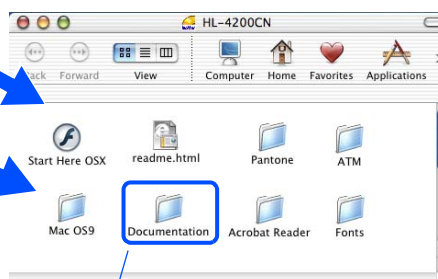 HL-4200CN
Back Forward View Computer Home Favorites Applications
Start Here OSX readme.html Pantone ATM
Mac OS9 Documentation Acrobat Reader Fonts